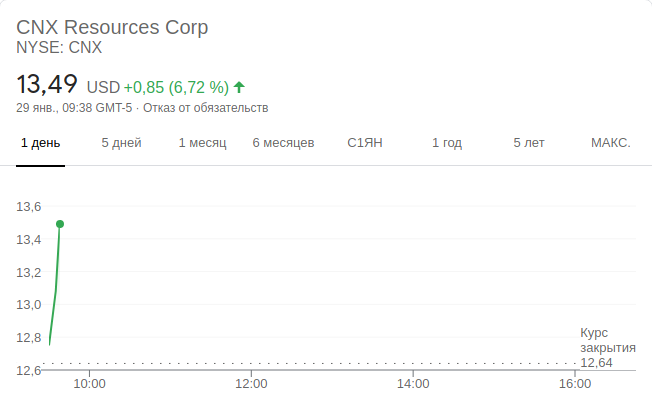 CNX Resources Corp
NYSE: CNX
13,49 USD +0,85 (6,72 %)
29 янв., 09:38 GMT-5 · Отказ от обязательств
1 день 5 дней 1 месяц 6 месяцев С1ЯН 1 год 5 лет МАКС.
13,6
13,4
13,2
13,0
12,8
12,6
Курс
закрытия
12,64
10:00 12:00 14:00 16:00